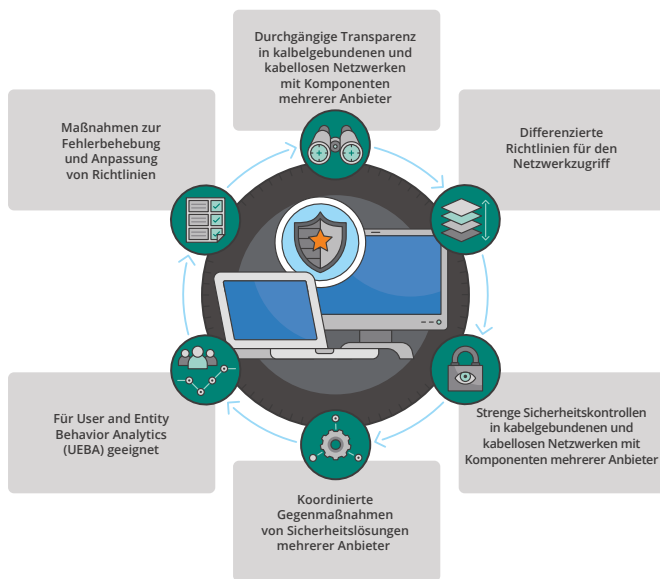 Durchgängige Transparenz
in kalbelgebundenen und
kabellosen Netzwerken
mit Komponenten
mehrerer Anbieter
Differenzierte
Richtlinien für den
Netzwerkzugriff
Strenge Sicherheitskontrollen
in kabelgebundenen und
kabellosen Netzwerken mit
Komponenten mehrerer Anbieter
Koordinierte
Gegenmaßnahmen
von Sicherheitslösungen
mehrerer Anbieter
Für User and Entity
Behavior Analytics
(UEBA) geeignet
Maßnahmen zur
Fehlerbehebung
und Anpassung
von Richtlinien